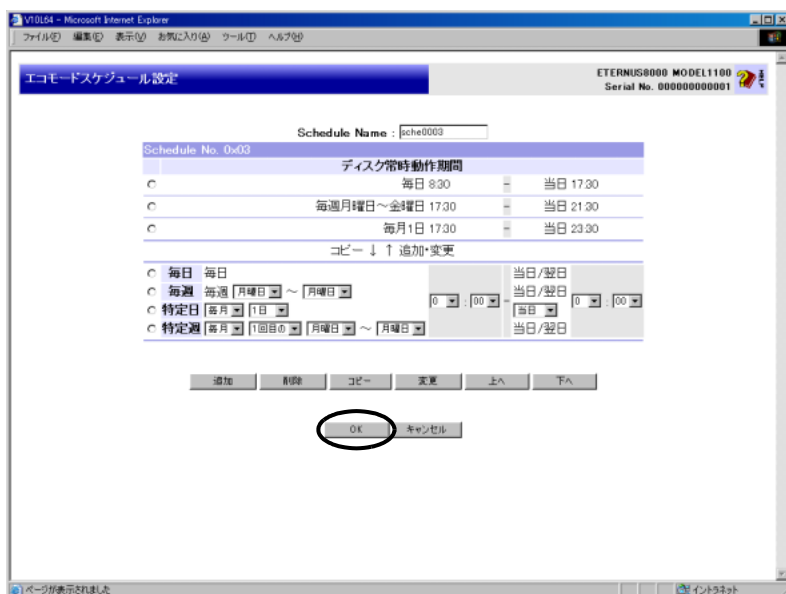 V10L64 - Microsoft Internet Explorer
ファイル(F) 編集(E) 表示(V) お気に入り(A) ツール(T) ヘルプ(H)
エコモードスケジュール設定
ETERNUS8000 MODEL1100
Serial No. 000000000001
Schedule Name : sche0003
Schedule No. 0x03
ディスク常時動作期間
毎日 8:30 - 当日 17:30
毎週月曜日～金曜日 17:30 - 当日 21:30
毎月1日 17:30 - 当日 23:30
コピー ↓ ↑ 追加・変更
毎日 毎日 当日/翌日
毎週 毎週 月曜日 ～ 月曜日 当日/翌日
0 : 00 - 0 : 00
特定日 毎月 1日 当日
特定週 毎月 1回目の 月曜日 ～ 月曜日 当日/翌日
追加 削除 コピー 変更 上へ 下へ
OK キャンセル
ページが表示されました イントラネット